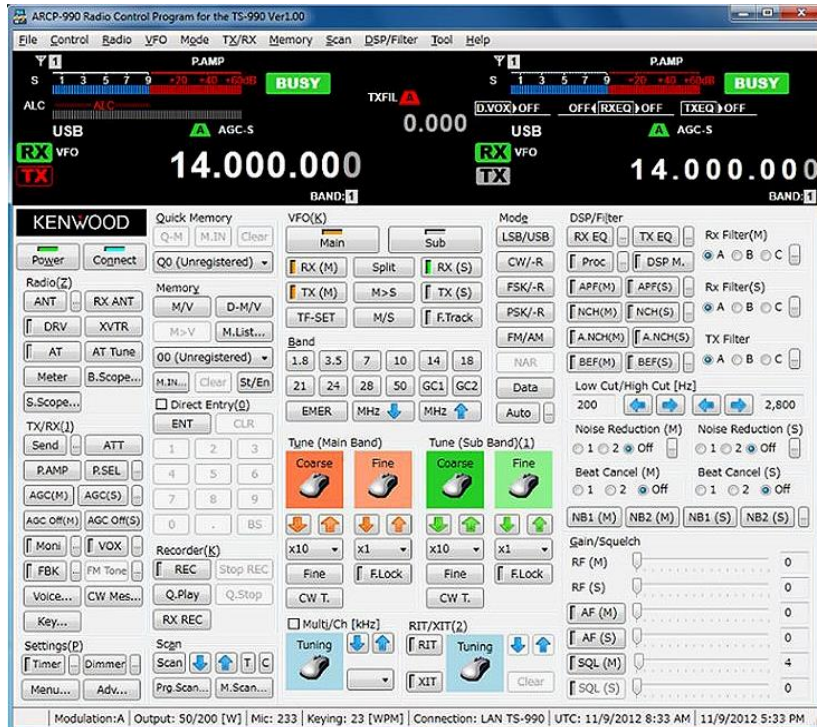 ARCP-990 Radio Control Program for the TS-990 Ver1.00
File Control Radio VFO Mode TX/RX Memory Scan DSP/Filter Tool Help
1 P.AMP 1 P.AMP
S 1 3 5 7 9 +20 +40 +60dB BUSY S 1 3 5 7 9 +20 +40 +60dB BUSY
TXFIL A
ALC ALC D.VOX OFF OFF RXEQ OFF TXEQ OFF
0.000
USB A AGC-S USB A AGC-S
RX VFO RX VFO
TX 14.000.000 TX 14.000.000
BAND:1 BAND:1
KENWOOD
Power Connect
Radio(Z)
ANT ... RX ANT
DRV XVTR
AT AT Tune
Meter B.Scope...
S.Scope...
TX/RX(J)
Send ... ATT
P.AMP P.SEL ...
AGC(M) AGC(S) ...
AGC Off(M) AGC Off(S)
Moni ... VOX ...
FBK ... FM Tone ...
Voice... CW Mes...
Key...
Settings(P)
Timer ... Dimmer ...
Menu... Adv...
Quick Memory
Q-M M.IN Clear
Q0 (Unregistered)
Memory
M/V D-M/V
M>V M.List...
00 (Unregistered)
M.IN... Clear St/En
Direct Entry(0)
ENT CLR
1 2 3
4 5 6
7 8 9
0 . BS
Recorder(K)
REC Stop REC
Q.Play Q.Stop
RX REC
Scan
Scan T C
Prg.Scan... M.Scan...
VFO(K)
Main Sub
RX (M) Split RX (S)
TX (M) M>S TX (S)
TF-SET M/S F.Track
Band
1.8 3.5 7 10 14 18
21 24 28 50 GC1 GC2
EMER MHz MHz
Tune (Main Band) Tune (Sub Band)(1)
Coarse Fine Coarse Fine
x10 x1 x10 x1
Fine F.Lock Fine F.Lock
CW T. CW T.
Multi/Ch [kHz] RIT/XIT(2)
Tuning RIT Tuning
XIT Clear
Mode
LSB/USB
CW/-R
FSK/-R
PSK/-R
FM/AM
NAR
Data
Auto ...
DSP/Filter
RX EQ ... TX EQ ... Rx Filter(M)
Proc ... DSP M. A B C ...
APF(M) APF(S) Rx Filter(S)
NCH(M) NCH(S) A B C ...
A.NCH(M) A.NCH(S) TX Filter
BEF(M) BEF(S) A B C ...
Low Cut/High Cut [Hz]
200 2,800
Noise Reduction (M) Noise Reduction (S)
1 2 Off ... 1 2 Off ...
Beat Cancel (M) Beat Cancel (S)
1 2 Off 1 2 Off
NB1 (M) NB2 (M) NB1 (S) NB2 (S) ...
Gain/Squelch
RF (M) 0
RF (S) 0
AF (M) 0
AF (S) 0
SQL (M) 4
SQL (S) 0
Modulation:A Output: 50/200 [W] Mic: 233 Keying: 23 [WPM] Connection: LAN TS-990 UTC: 11/9/2012 8:33 AM 11/9/2012 5:33 PM